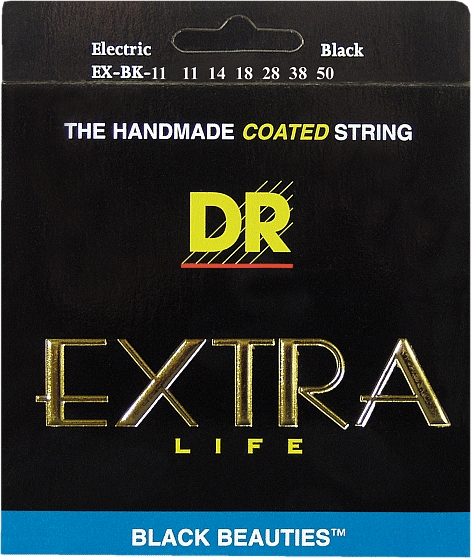 Electric Black
EX-BK-11 11 14 18 28 38 50
THE HANDMADE COATED STRING
DR
EXTRA
LIFE
BLACK BEAUTIES™